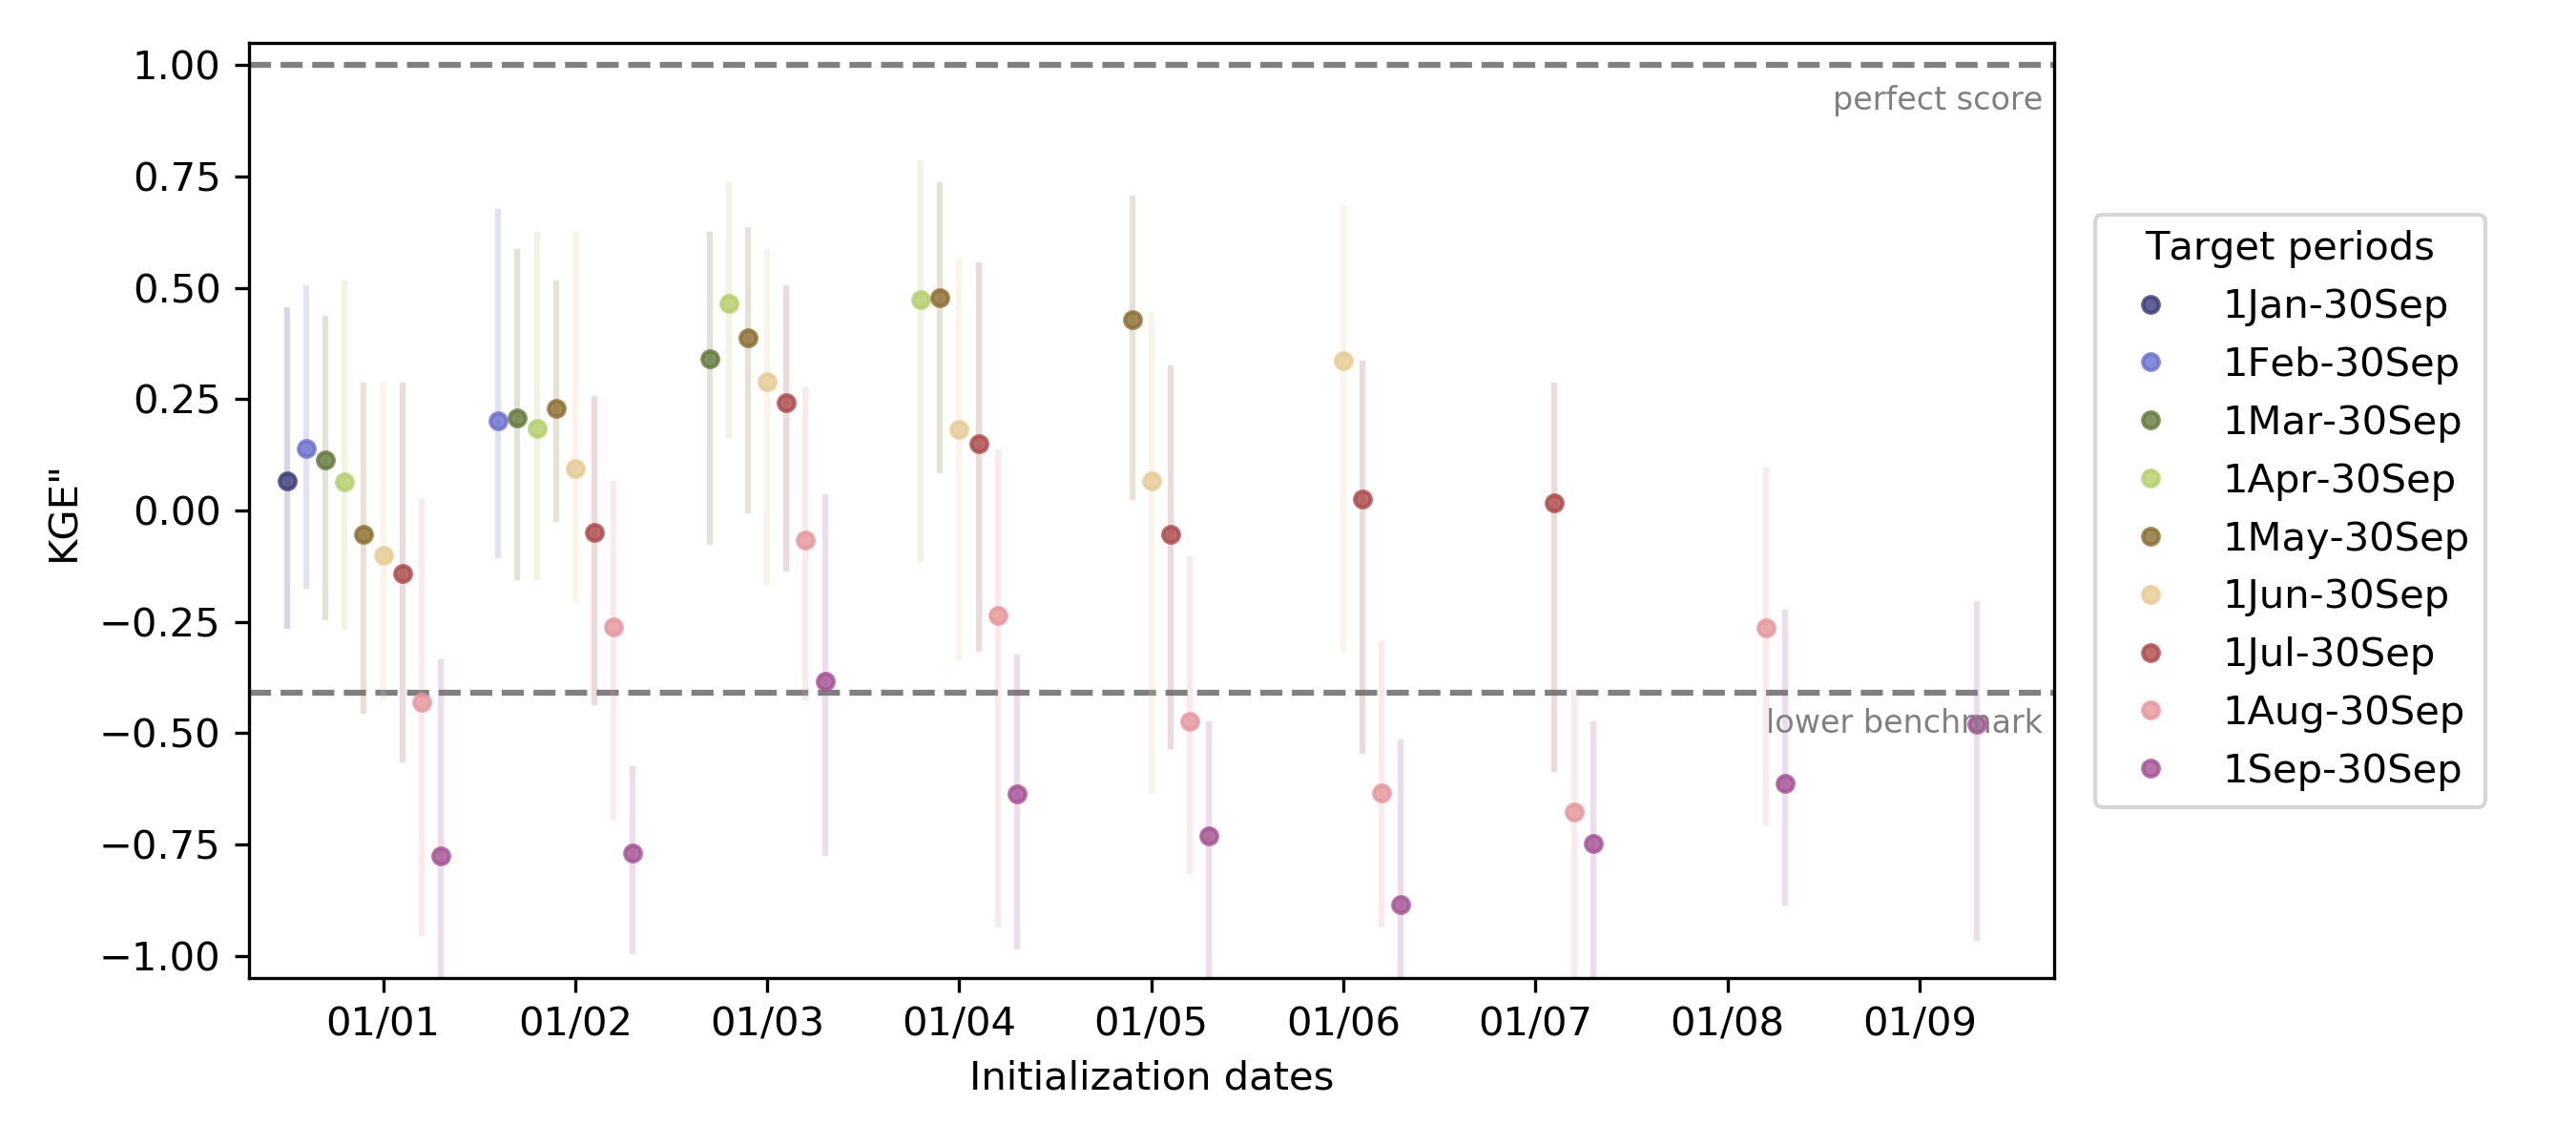 1.00
0.75
0.50
0.25
0.00
−0.25
−0.50
−0.75
−1.00
KGE"
perfect score
lower benchmark
01/01 01/02 01/03 01/04 01/05 01/06 01/07 01/08 01/09
Initialization dates
Target periods
1Jan-30Sep
1Feb-30Sep
1Mar-30Sep
1Apr-30Sep
1May-30Sep
1Jun-30Sep
1Jul-30Sep
1Aug-30Sep
1Sep-30Sep